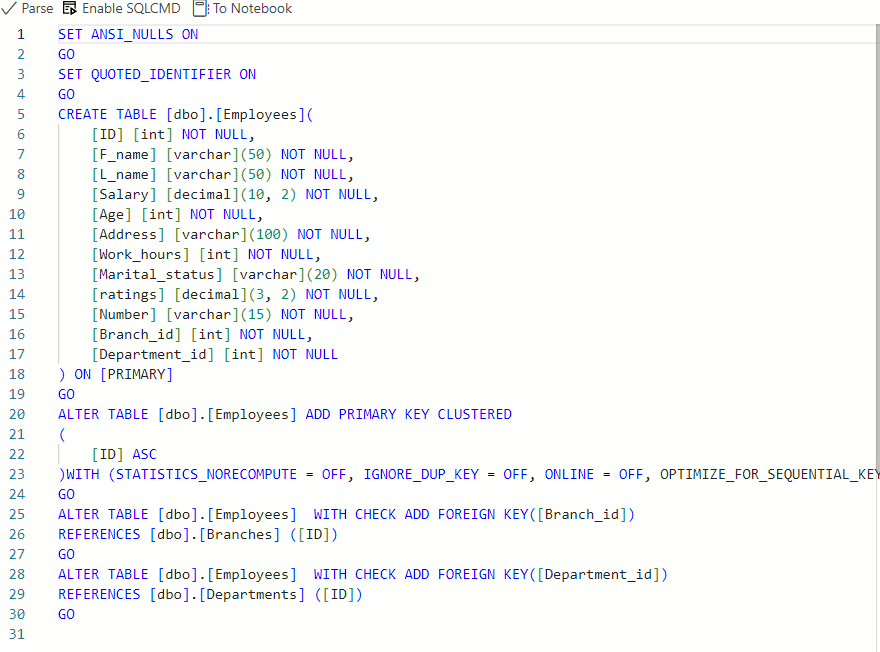 Parse Enable SQLCMD To Notebook
1 SET ANSI_NULLS ON
2 GO
3 SET QUOTED_IDENTIFIER ON
4 GO
5 CREATE TABLE [dbo].[Employees](
6 [ID] [int] NOT NULL,
7 [F_name] [varchar](50) NOT NULL,
8 [L_name] [varchar](50) NOT NULL,
9 [Salary] [decimal](10, 2) NOT NULL,
10 [Age] [int] NOT NULL,
11 [Address] [varchar](100) NOT NULL,
12 [Work_hours] [int] NOT NULL,
13 [Marital_status] [varchar](20) NOT NULL,
14 [ratings] [decimal](3, 2) NOT NULL,
15 [Number] [varchar](15) NOT NULL,
16 [Branch_id] [int] NOT NULL,
17 [Department_id] [int] NOT NULL
18 ) ON [PRIMARY]
19 GO
20 ALTER TABLE [dbo].[Employees] ADD PRIMARY KEY CLUSTERED
21 (
22 [ID] ASC
23 )WITH (STATISTICS_NORECOMPUTE = OFF, IGNORE_DUP_KEY = OFF, ONLINE = OFF, OPTIMIZE_FOR_SEQUENTIAL_KEY
24 GO
25 ALTER TABLE [dbo].[Employees]  WITH CHECK ADD FOREIGN KEY([Branch_id])
26 REFERENCES [dbo].[Branches] ([ID])
27 GO
28 ALTER TABLE [dbo].[Employees]  WITH CHECK ADD FOREIGN KEY([Department_id])
29 REFERENCES [dbo].[Departments] ([ID])
30 GO
31